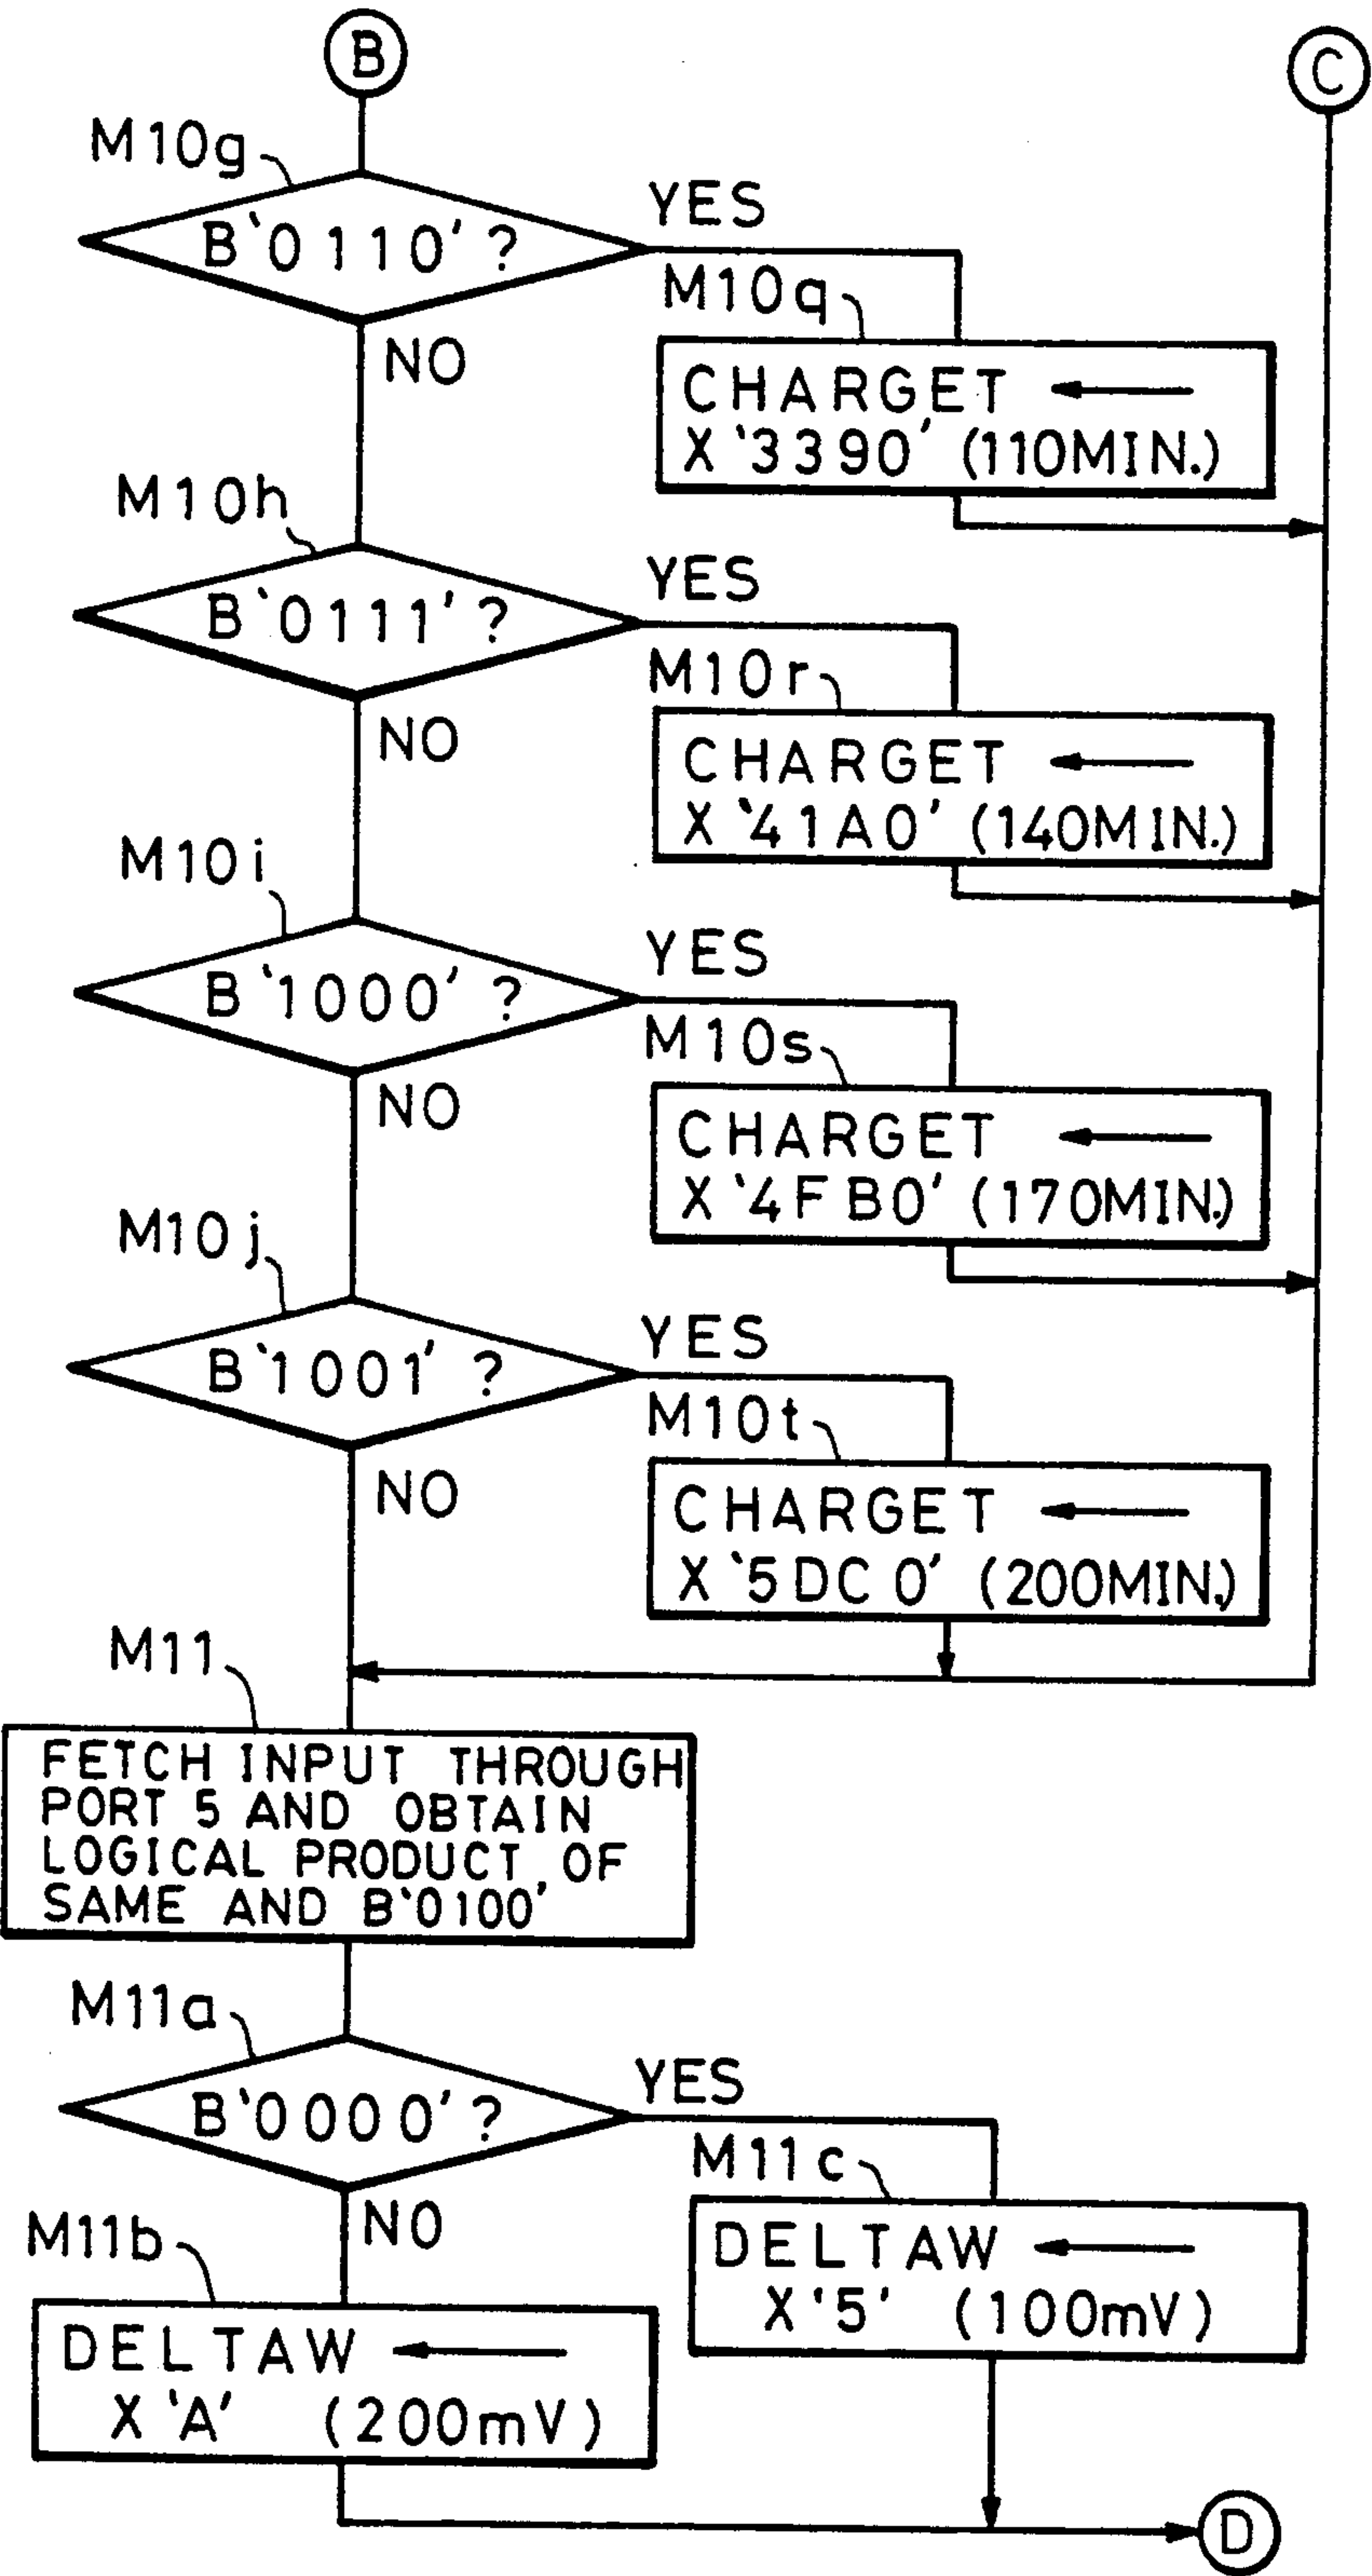 B
C
M10g
B'0110'?
YES
NO
M10q
CHARGET ←
X'3390' (110MIN.)
M10h
B'0111'?
YES
NO
M10r
CHARGET ←
X'41A0' (140MIN.)
M10i
B'1000'?
YES
NO
M10s
CHARGET ←
X'4FB0' (170MIN.)
M10j
B'1001'?
YES
NO
M10t
CHARGET ←
X'5DC0' (200MIN.)
M11
FETCH INPUT THROUGH
PORT 5 AND OBTAIN
LOGICAL PRODUCT OF
SAME AND B'0100'
M11a
B'0000'?
YES
NO
M11c
DELTAW ←
X'5' (100mV)
M11b
DELTAW ←
X'A' (200mV)
D